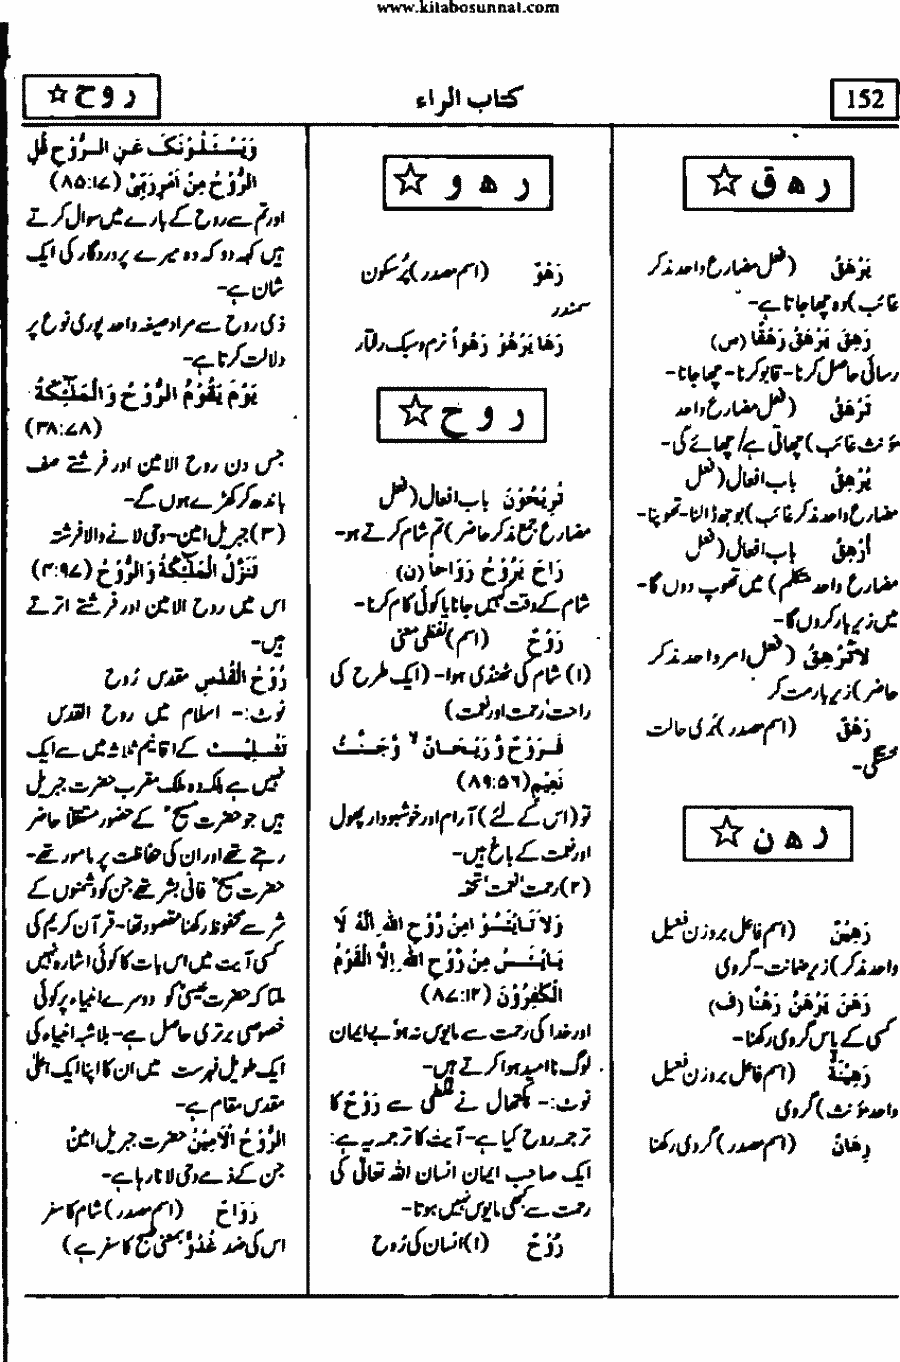 www.kitabosunnat.com
152
کتاب الراء
روح ☆
رھق ☆
یَرْھَقُ (فعل مضارع واحد مذکر
غائب) وہ چھا جاتا ہے-
رَھِقَ یَرْھَقُ رَھَقًا (س)
رسائی حاصل کرنا- قابو کرنا- چھا جانا-
تَرْھَقُ (فعل مضارع واحد
مؤنث غائب) چھاتی ہے/چھائے گی-
یُرْھِقُ باب افعال (فعل
مضارع واحد مذکر غائب) بوجھ ڈالنا- تھوپنا-
اُرْھِقُ باب افعال (فعل
مضارع واحد متکلم) میں تھوپ دوں گا-
میں زیر بار کروں گا-
لاَ تُرْھِقْ (فعل امر واحد مذکر
حاضر) زیر بار مت کر
رَھَقٌ (اسم مصدر) بُری حالت
رھن ☆
رَھِیْنٌ (اسم فاعل بروزن فعیل
واحد مذکر) زیر ضمانت- گروی
رَھَنَ یَرْھَنُ رَھْنًا (ف)
کسی کے پاس گروی رکھنا-
رَھِیْنَةٌ (اسم فاعل بروزن فعیل
واحد مؤنث) گروی
رِھَانٌ (اسم مصدر) گروی رکھنا
رھو ☆
رَھْوٌ (اسم مصدر) پُرسکون
سمندر
رَھَا یَرْھُوْ رَھْواً نرم و سبک رفتار
روح ☆
تُرِیْحُوْنَ باب افعال (فعل
مضارع جمع مذکر حاضر) تم شام کرتے ہو-
رَاحَ یَرُوْحُ رَوَاحاً (ن)
شام کے وقت کہیں جانا یا کوئی کام کرنا-
رَوْحٌ (اسم) لفظی معنی
(۱) شام کی ٹھنڈی ہوا- (ایک طرح کی
راحت' رحمت اور نعمت)
فَرَوْحٌ وَّ رَیْحَانٌ وَّ جَنَّتُ
نَعِیْمٍ (۸۹:۵۶)
تو (اس کے لئے) آرام اور خوشبودار پھول
اور نعمت کے باغ ہیں-
(۲) رحمت' نعمت' تحفہ
وَلاَ تَایْئَسُوْا مِنْ رَّوْحِ اللهِ اِنَّهٗ لَا
یَایْئَسُ مِنْ رَّوْحِ اللهِ اِلاَّ الْقَوْمُ
الْکٰفِرُوْنَ (۸۷:۱۲)
اور خدا کی رحمت سے مایوس نہ ہو' بے ایمان
لوگ ناامید ہوا کرتے ہیں-
نوٹ:- پکتھال نے غلطی سے رَوْح کا
ترجمہ روح کیا ہے- آیت کا ترجمہ یہ ہے:
ایک صاحب ایمان انسان اللہ تعالیٰ کی
رحمت سے کبھی مایوس نہیں ہوتا-
رُوْحٌ (۱) انسان کی رُوح
وَیَسْئَلُوْنَکَ عَنِ الرُّوْحِ قُلِ
الرُّوْحُ مِنْ اَمْرِ رَبِّیْ (۸۵:۱۷)
اور تم سے روح کے بارے میں سوال کرتے
ہیں کہہ دو کہ وہ میرے پروردگار کی ایک
شان ہے-
ذی روح سے مراد صیغہ واحد پوری نوع پر
دلالت کرتا ہے-
یَوْمَ یَقُوْمُ الرُّوْحُ وَ الْمَلٰٓئِکَةُ
(۳۸:۷۸)
جس دن روح الامین اور فرشتے صف
باندھ کر کھڑے ہوں گے-
(۳) جبریل امین- وحی لانے والا فرشتہ
تَنَزَّلُ الْمَلٰٓئِکَةُ وَ الرُّوْحُ (۴:۹۷)
اس میں روح الامین اور فرشتے اترتے
ہیں-
رُوْحُ الْقُدُسِ مقدس رُوح
نوٹ:- اسلام میں روح القدس
تثلیث کے اقانیم ثلاثہ میں سے ایک
نہیں ہے بلکہ وہ ملک مقرب حضرت جبریل
ہیں جو حضرت مسیحؑ کے حضور مستقلاً حاضر
رہتے تھے اور ان کی حفاظت پر مامور تھے-
حضرت مسیحؑ فانی بشر تھے جن کو دشمنوں کے
شر سے محفوظ رکھنا مقصود تھا- قرآن کریم کی
کسی آیت میں اس بات کا کوئی اشارہ نہیں
ملتا کہ حضرت عیسیٰؑ کو دوسرے انبیاء پر کوئی
خصوصی برتری حاصل ہے- بلاشبہ انبیاء کی
ایک طویل فہرست میں ان کا اپنا ایک اعلیٰ
مقدس مقام ہے-
الرُّوْحُ الْاَمِیْنُ حضرت جبریل امینؑ
جن کے ذمے وحی لانا رہا ہے-
رَوَاحٌ (اسم مصدر) شام کا سفر
اس کی ضد غُدُوٌّ بمعنی صبح کا سفر ہے)